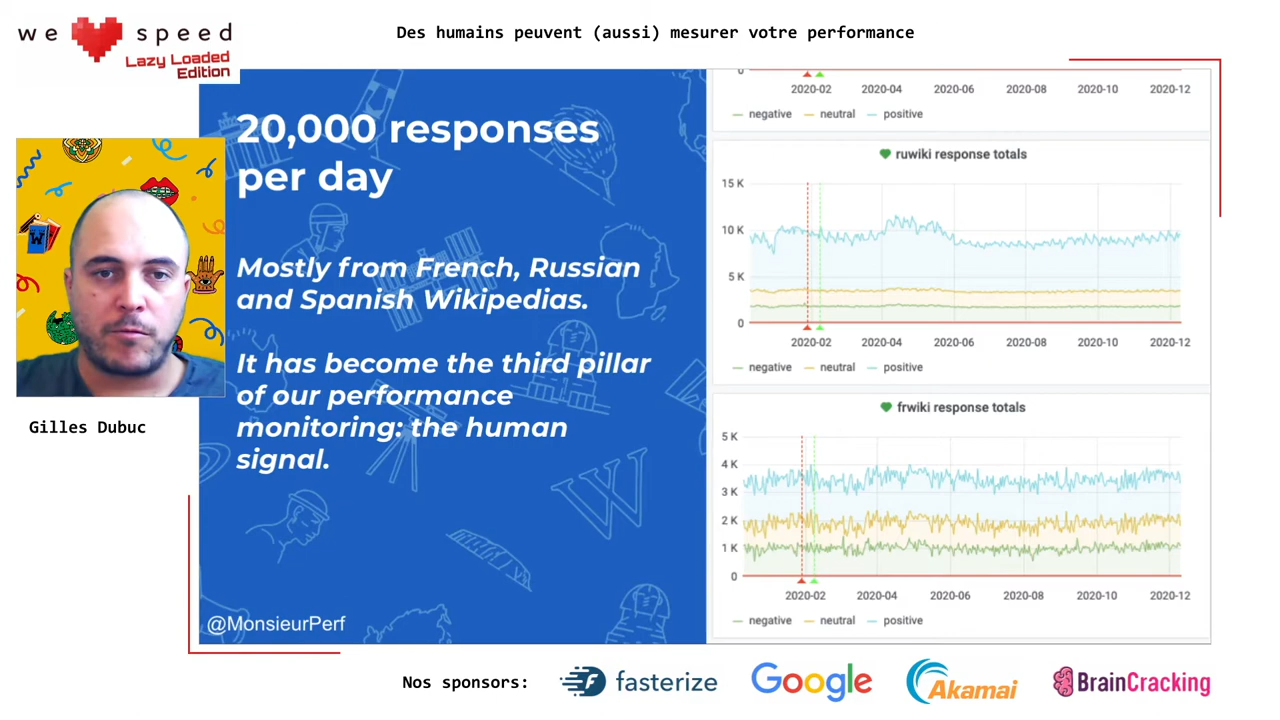 we speed
Lazy Loaded
Edition
Des humains peuvent (aussi) mesurer votre performance
W
Gilles Dubuc
20,000 responses
per day
Mostly from French, Russian
and Spanish Wikipedias.
It has become the third pillar
of our performance
monitoring: the human
signal.
W
@MonsieurPerf
0
2020-02 2020-04 2020-06 2020-08 2020-10 2020-12
negative neutral positive
ruwiki response totals
15 K
10 K
5 K
0
2020-02 2020-04 2020-06 2020-08 2020-10 2020-12
negative neutral positive
frwiki response totals
5 K
4 K
3 K
2 K
1 K
0
2020-02 2020-04 2020-06 2020-08 2020-10 2020-12
negative neutral positive
Nos sponsors: fasterize Google Akamai BrainCracking